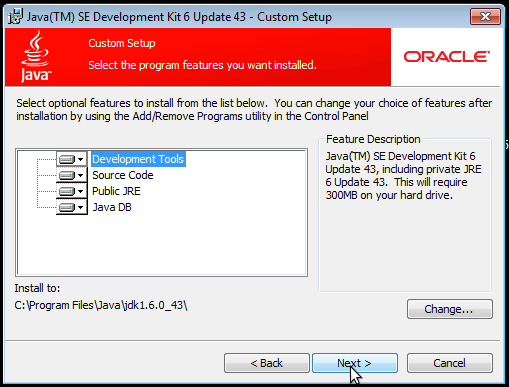 Java(TM) SE Development Kit 6 Update 43 - Custom Setup
Java
Custom Setup
Select the program features you want installed.
ORACLE
Select optional features to install from the list below. You can change your choice of features after
installation by using the Add/Remove Programs utility in the Control Panel
Development Tools
Source Code
Public JRE
Java DB
Feature Description
Java(TM) SE Development Kit 6
Update 43, including private JRE
6 Update 43. This will require
300MB on your hard drive.
Install to:
C:\Program Files\Java\jdk1.6.0_43\
Change...
< Back
Next >
Cancel